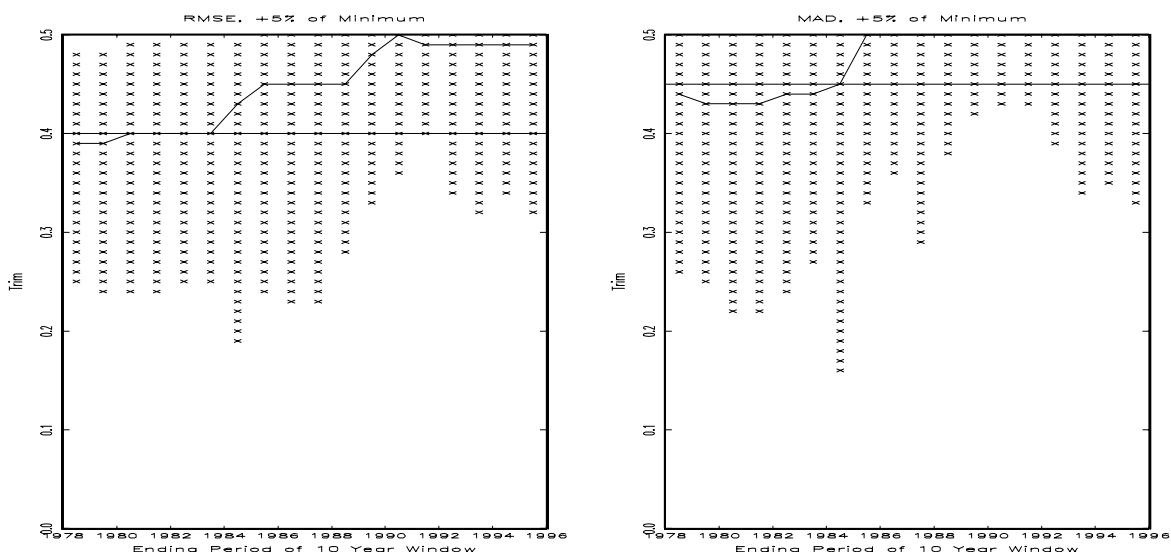 RMSE, +5% of Minimum
0.5
0.4
0.3
0.2
0.1
0.0
Trim
1978 1980 1982 1984 1986 1988 1990 1992 1994 1996
Ending Period of 10 Year Window
MAD, +5% of Minimum
0.5
0.4
0.3
0.2
0.1
0.0
Trim
1978 1980 1982 1984 1986 1988 1990 1992 1994 1996
Ending Period of 10 Year Window